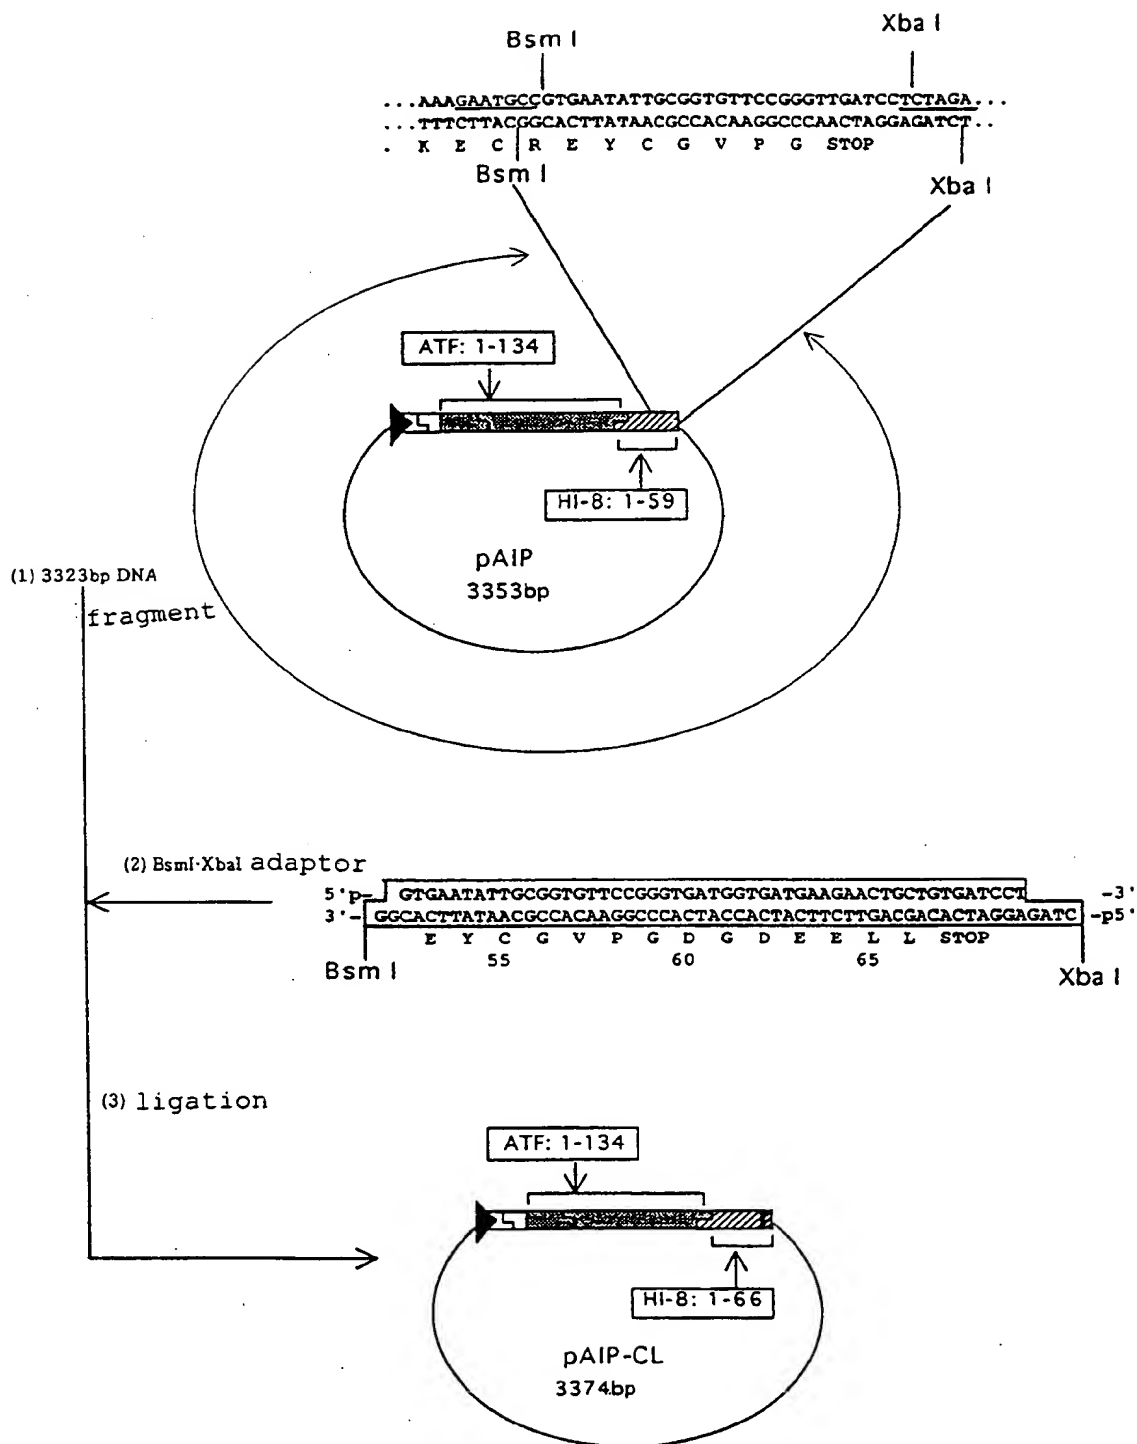 Bsm I
Xba I
...AAAGAATGCCGTGAATATTGCGGTGTTCCGGGTTGATCCTCTAGA...
...TTTCTTACGGCACTTATAACGCCACAAGGCCCAACTAGGAGATCT..
. K E C R E Y C G V P G STOP
Bsm I
Xba I
ATF: 1-134
HI-8: 1-59
pAIP
3353bp
(1) 3323bp DNA
fragment
(2) BsmI·XbaI adaptor
5'p- GTGAATATTGCGGTGTTCCGGGTGATGGTGATGAAGAACTGCTGTGATCCT -3'
3'- GGCACTTATAACGCCACAAGGCCCACTACCACTACTTCTTGACGACACTAGGAGATC -p5'
E Y C G V P G D G D E E L L STOP
55 60 65
Bsm I
Xba I
(3) ligation
ATF: 1-134
HI-8: 1-66
pAIP-CL
3374bp